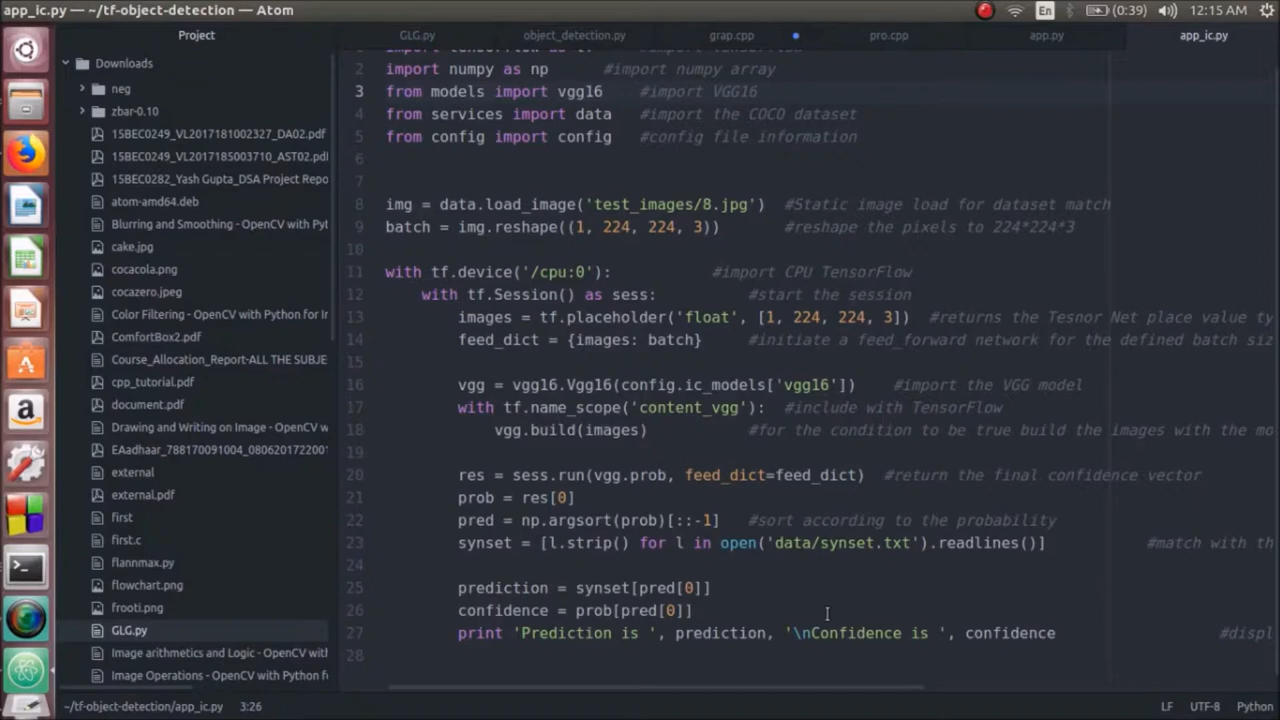 app_ic.py — ~/tf-object-detection — Atom
En
(0:39)
12:15 AM
Project
GLG.py
object_detection.py
grap.cpp
pro.cpp
app.py
app_ic.py
Downloads
neg
zbar-0.10
15BEC0249_VL2017181002327_DA02.pdf
15BEC0249_VL2017185003710_AST02.pdf
15BEC0282_Yash Gupta_DSA Project Repo
atom-amd64.deb
Blurring and Smoothing - OpenCV with Pyth
cake.jpg
cocacola.png
cocazero.jpeg
Color Filtering - OpenCV with Python for In
ComfortBox2.pdf
Course_Allocation_Report-ALL THE SUBJE
cpp_tutorial.pdf
document.pdf
Drawing and Writing on Image - OpenCV wit
EAadhaar_788170091004_0806201722001
external
external.pdf
first
first.c
flannmax.py
flowchart.png
frooti.png
GLG.py
Image arithmetics and Logic - OpenCV with
Image Operations - OpenCV with Python fo
2 import numpy as np #import numpy array
3 from models import vgg16 #import VGG16
4 from services import data #import the COCO dataset
5 from config import config #config file information
6
7
8 img = data.load_image('test_images/8.jpg') #Static image load for dataset match
9 batch = img.reshape((1, 224, 224, 3)) #reshape the pixels to 224*224*3
10
11 with tf.device('/cpu:0'): #import CPU TensorFlow
12 with tf.Session() as sess: #start the session
13 images = tf.placeholder('float', [1, 224, 224, 3]) #returns the Tesnor Net place value ty
14 feed_dict = {images: batch} #initiate a feed_forward network for the defined batch siz
15
16 vgg = vgg16.Vgg16(config.ic_models['vgg16']) #import the VGG model
17 with tf.name_scope('content_vgg'): #include with TensorFlow
18 vgg.build(images) #for the condition to be true build the images with the mo
19
20 res = sess.run(vgg.prob, feed_dict=feed_dict) #return the final confidence vector
21 prob = res[0]
22 pred = np.argsort(prob)[::-1] #sort according to the probability
23 synset = [l.strip() for l in open('data/synset.txt').readlines()] #match with th
24
25 prediction = synset[pred[0]]
26 confidence = prob[pred[0]]
27 print 'Prediction is ', prediction, '\nConfidence is ', confidence #displ
28
~/tf-object-detection/app_ic.py 3:26
LF UTF-8 Python